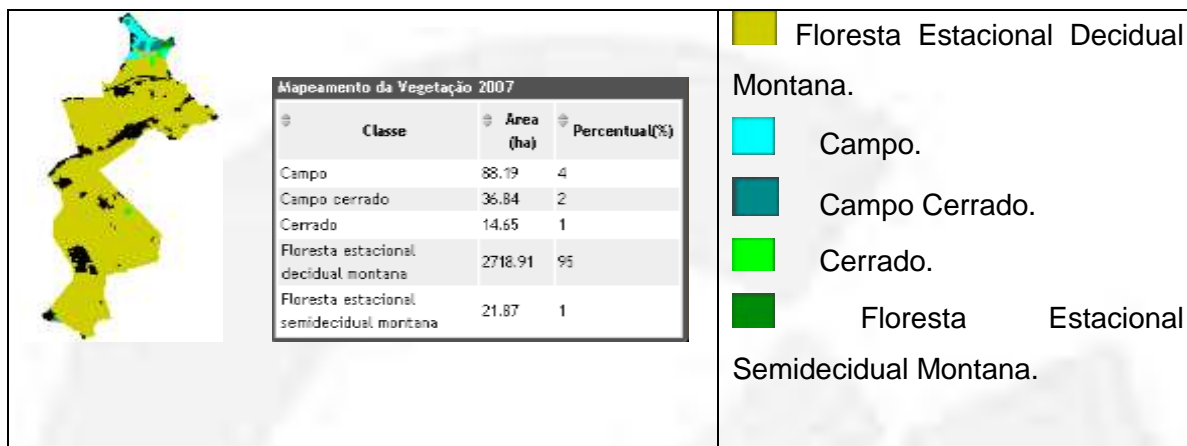 Mapeamento da Vegetação 2007
Classe Area (ha) Percentual(%)
Campo 88.19 4
Campo cerrado 36.84 2
Cerrado 14.65 1
Floresta estacional
decidual montana 2718.91 95
Floresta estacional
semidecidual montana 21.87 1
Floresta Estacional Decidual
Montana.
Campo.
Campo Cerrado.
Cerrado.
Floresta Estacional
Semidecidual Montana.